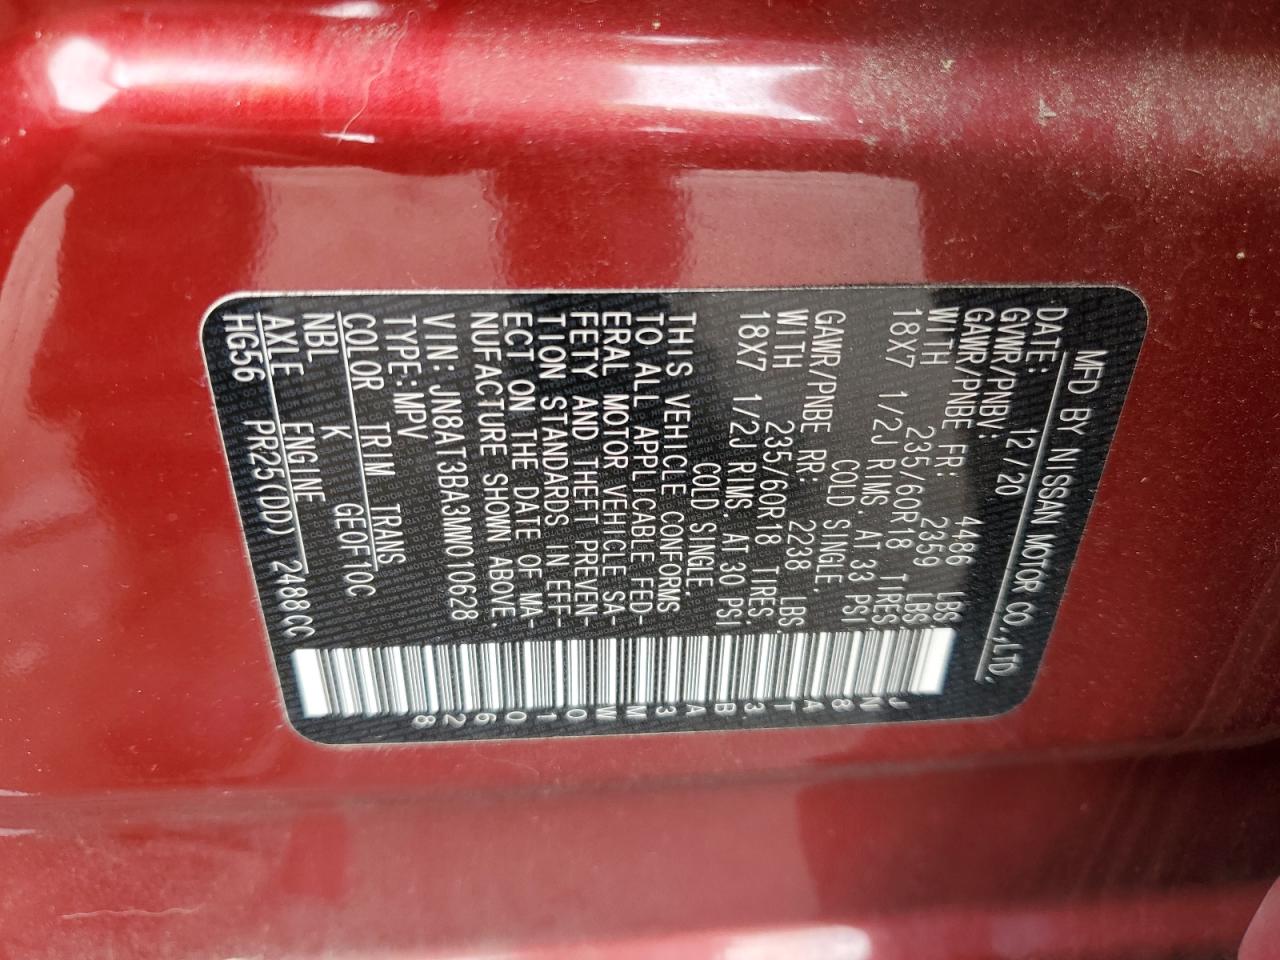 MFD BY NISSAN MOTOR CO.,LTD.
DATE: 12/20
GVWR/PNBV: 4486 LBS.
GAWR/PNBE FR: 2359 LBS.
WITH 235/60R18 TIRES,
18X7 1/2J RIMS, AT 33 PSI
COLD SINGLE.
GAWR/PNBE RR: 2238 LBS.
WITH 235/60R18 TIRES,
18X7 1/2J RIMS, AT 30 PSI
COLD SINGLE.
THIS VEHICLE CONFORMS
TO ALL APPLICABLE FED-
ERAL MOTOR VEHICLE SA-
FETY AND THEFT PREVEN-
TION STANDARDS IN EFF-
ECT ON THE DATE OF MA-
NUFACTURE SHOWN ABOVE.
VIN: JN8AT3BA3MW010628
TYPE:MPV
COLOR TRIM TRANS
NBL K GEOF10C
AXLE ENGINE
HG56 PR25(DD) 2488CC
JN8AT3BA3MW010628